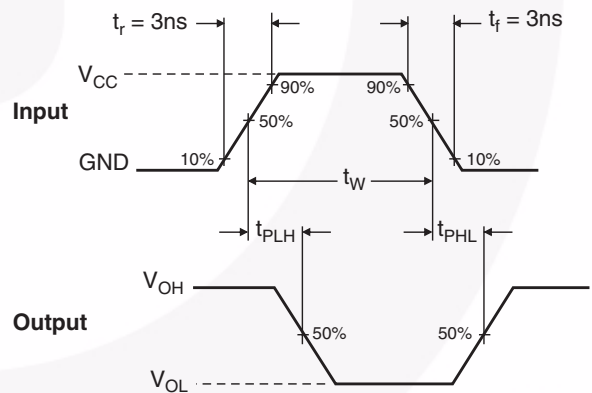 tr = 3ns
tf = 3ns
VCC
90%
90%
Input
50%
50%
GND
10%
10%
tW
tPLH
tPHL
VOH
Output
50%
50%
VOL